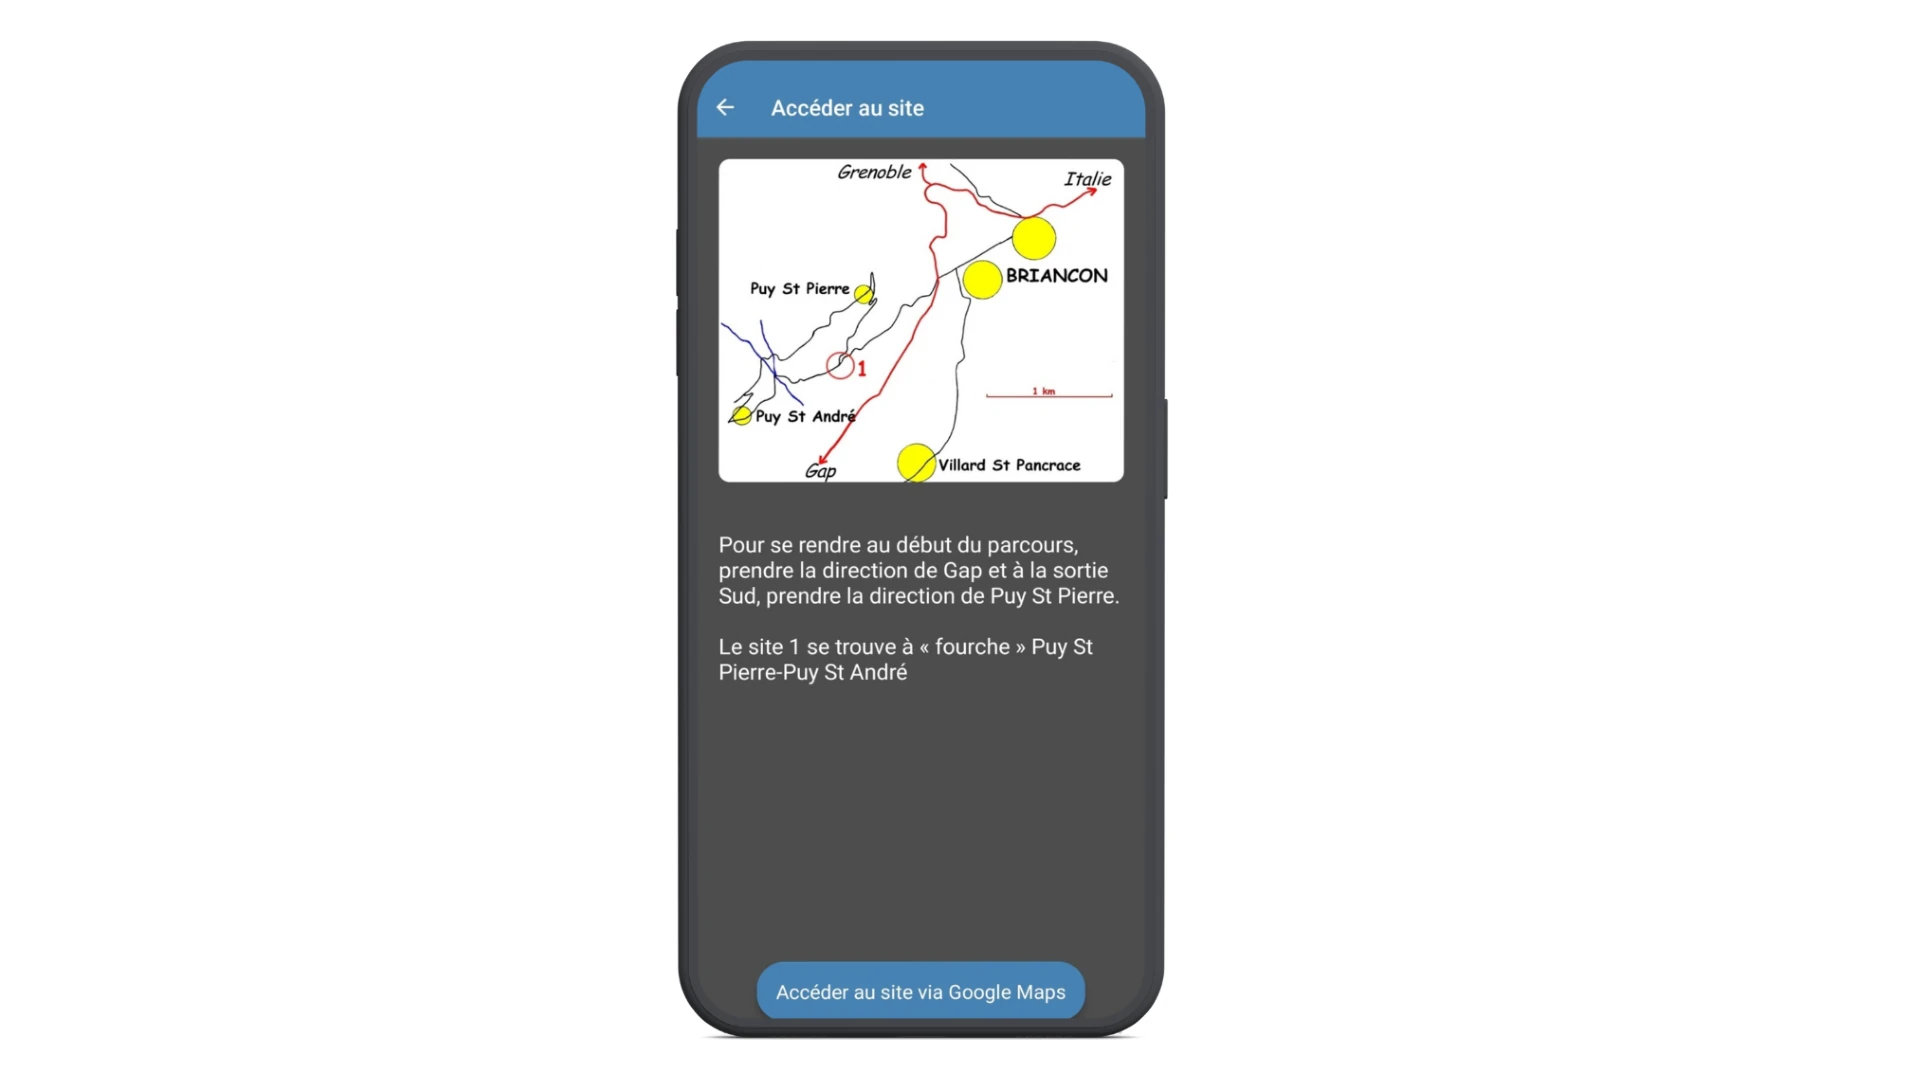 Accéder au site
Grenoble
Italie
BRIANCON
Puy St Pierre
1
1 km
Puy St André
Villard St Pancrace
Gap
Pour se rendre au début du parcours,
prendre la direction de Gap et à la sortie
Sud, prendre la direction de Puy St Pierre.
Le site 1 se trouve à « fourche » Puy St
Pierre-Puy St André
Accéder au site via Google Maps